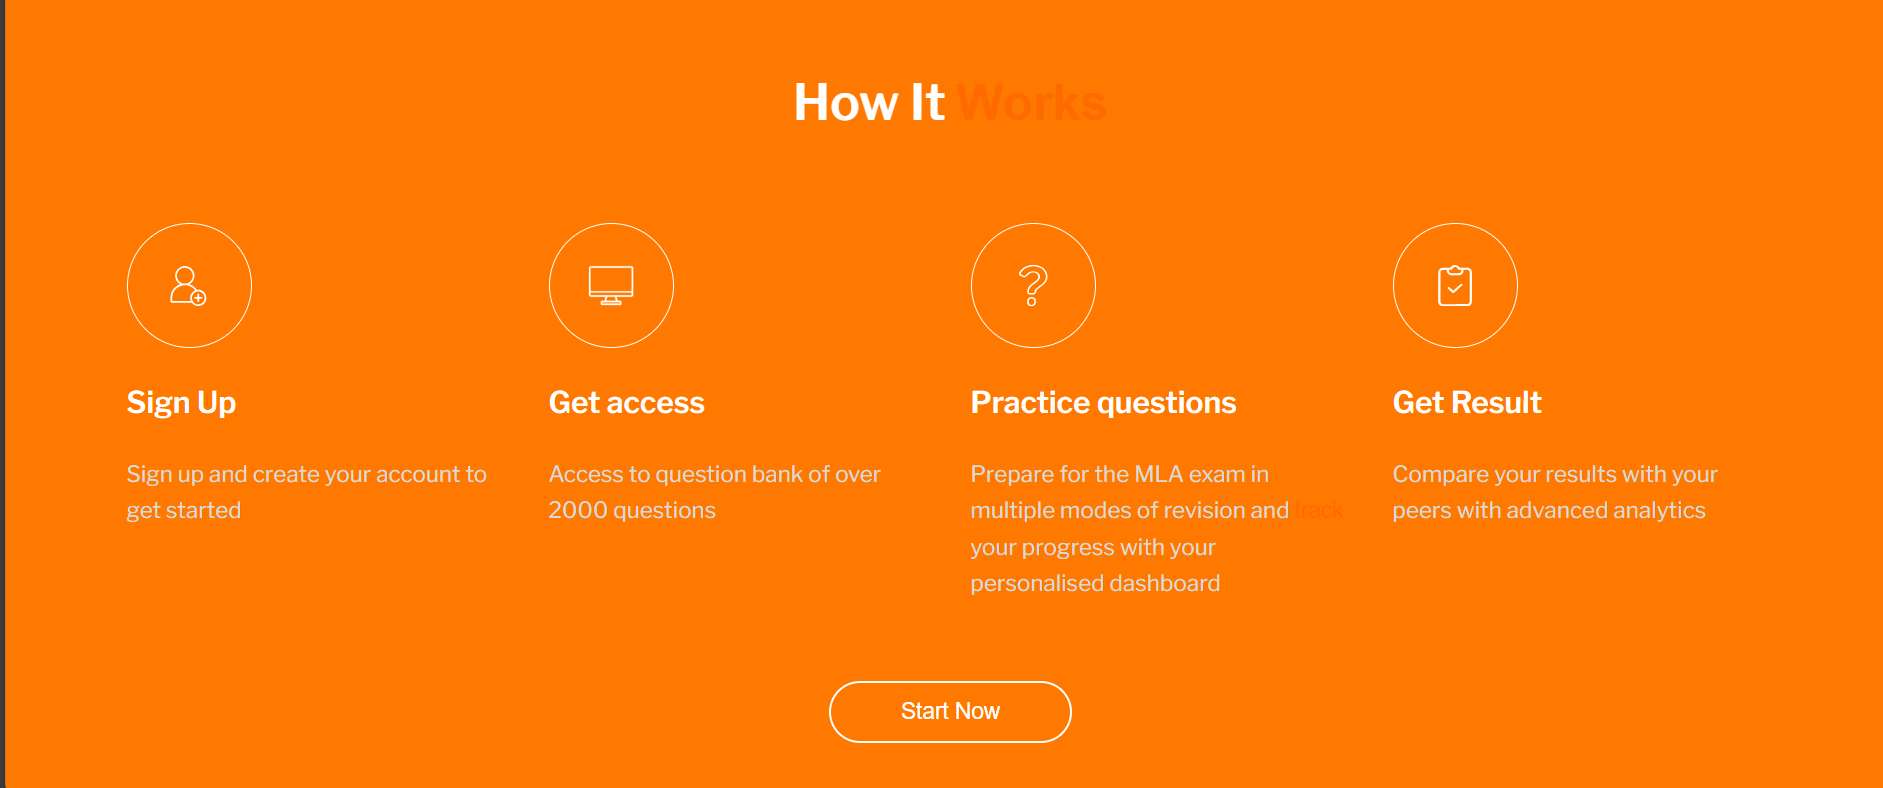 How It Works
Sign Up
Sign up and create your account to
get started
Get access
Access to question bank of over
2000 questions
Practice questions
Prepare for the MLA exam in
multiple modes of revision and track
your progress with your
personalised dashboard
Get Result
Compare your results with your
peers with advanced analytics
Start Now